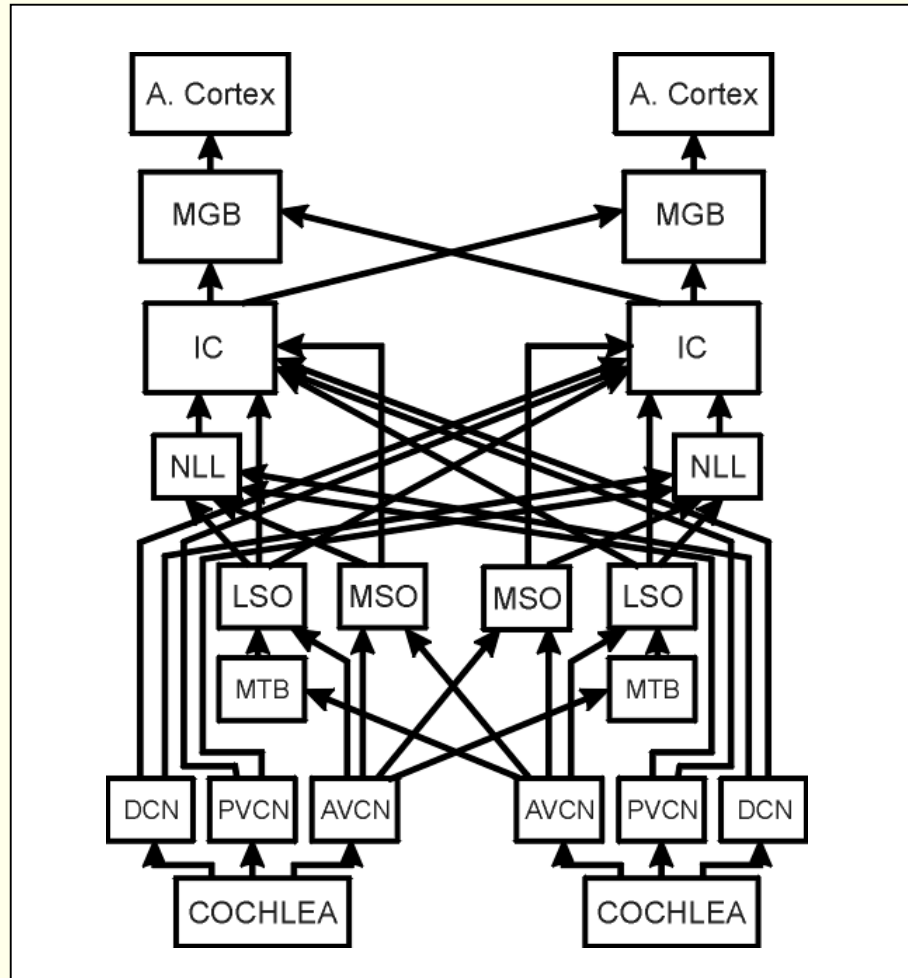 A. Cortex A. Cortex
MGB MGB
IC IC
NLL NLL
LSO MSO MSO LSO
MTB MTB
DCN PVCN AVCN AVCN PVCN DCN
COCHLEA COCHLEA